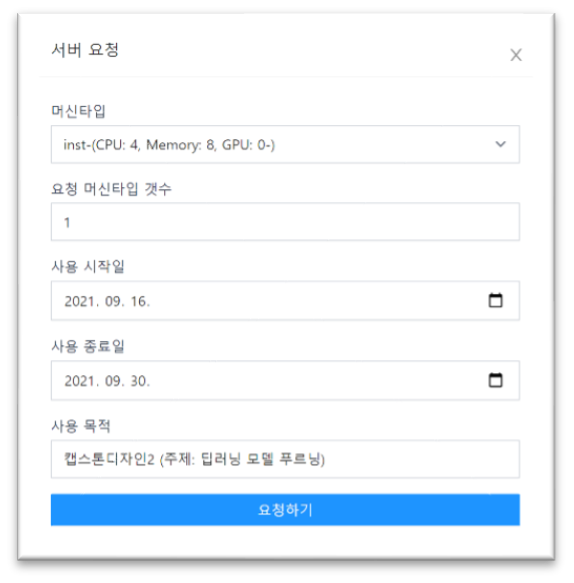 서버 요청
머신타입
inst-(CPU: 4, Memory: 8, GPU: 0-)
요청 머신타입 갯수
1
사용 시작일
2021. 09. 16.
사용 종료일
2021. 09. 30.
사용 목적
캡스톤디자인2 (주제: 딥러닝 모델 푸르닝)
요청하기